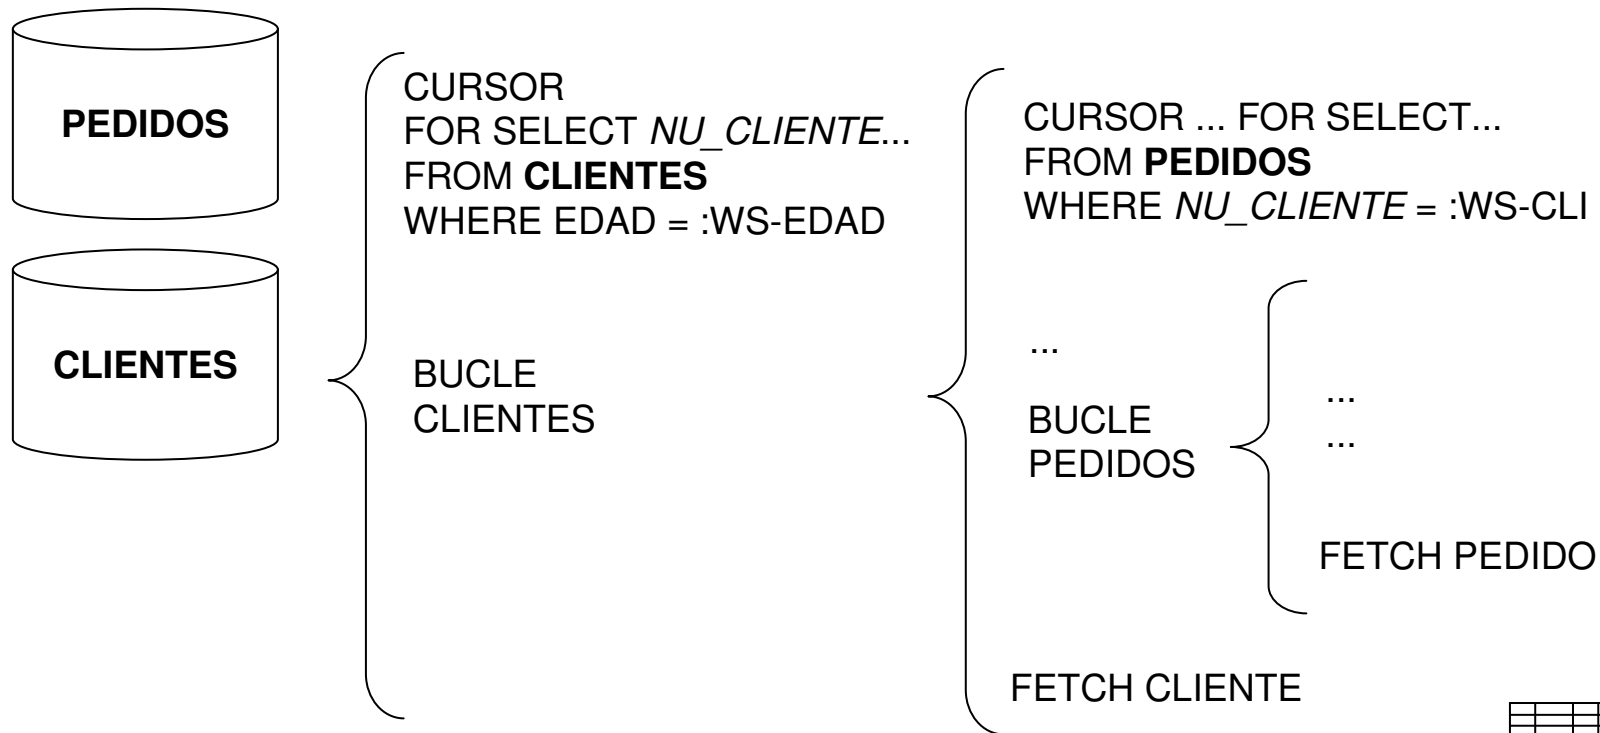 PEDIDOS
CLIENTES
CURSOR
FOR SELECT NU_CLIENTE...
FROM CLIENTES
WHERE EDAD = :WS-EDAD
BUCLE
CLIENTES
CURSOR ... FOR SELECT...
FROM PEDIDOS
WHERE NU_CLIENTE = :WS-CLI
...
BUCLE
PEDIDOS
...
...
FETCH PEDIDO
FETCH CLIENTE